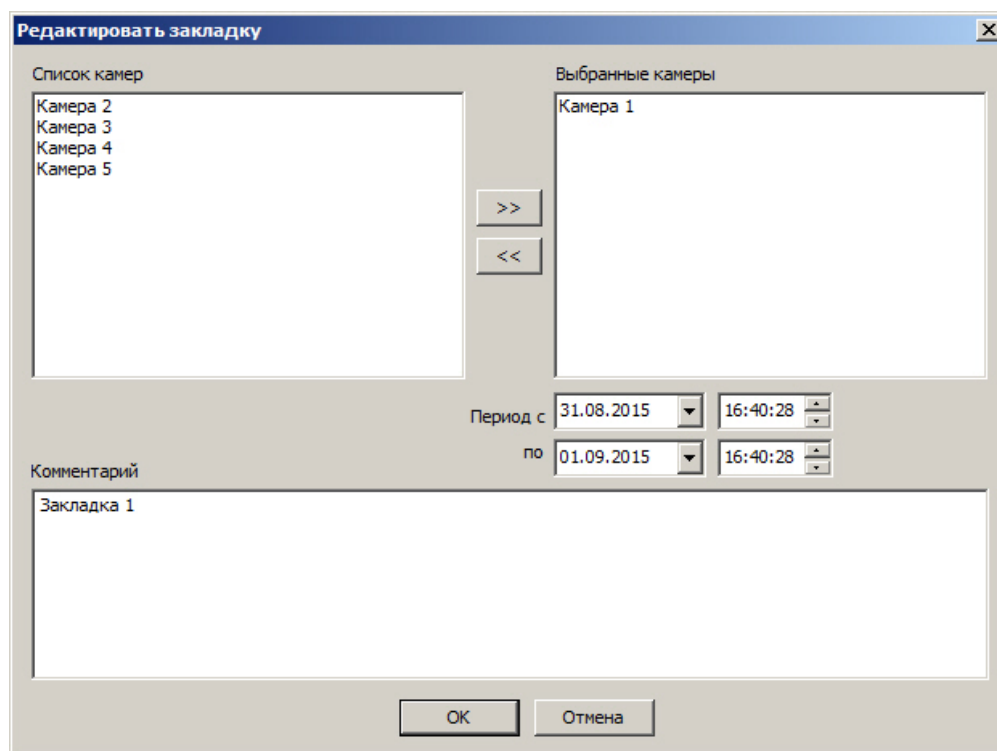 Редактировать закладку
Список камер
Выбранные камеры
Камера 2
Камера 3
Камера 4
Камера 5
Камера 1
>>
<<
Период с 31.08.2015 16:40:28
по 01.09.2015 16:40:28
Комментарий
Закладка 1
OK
Отмена